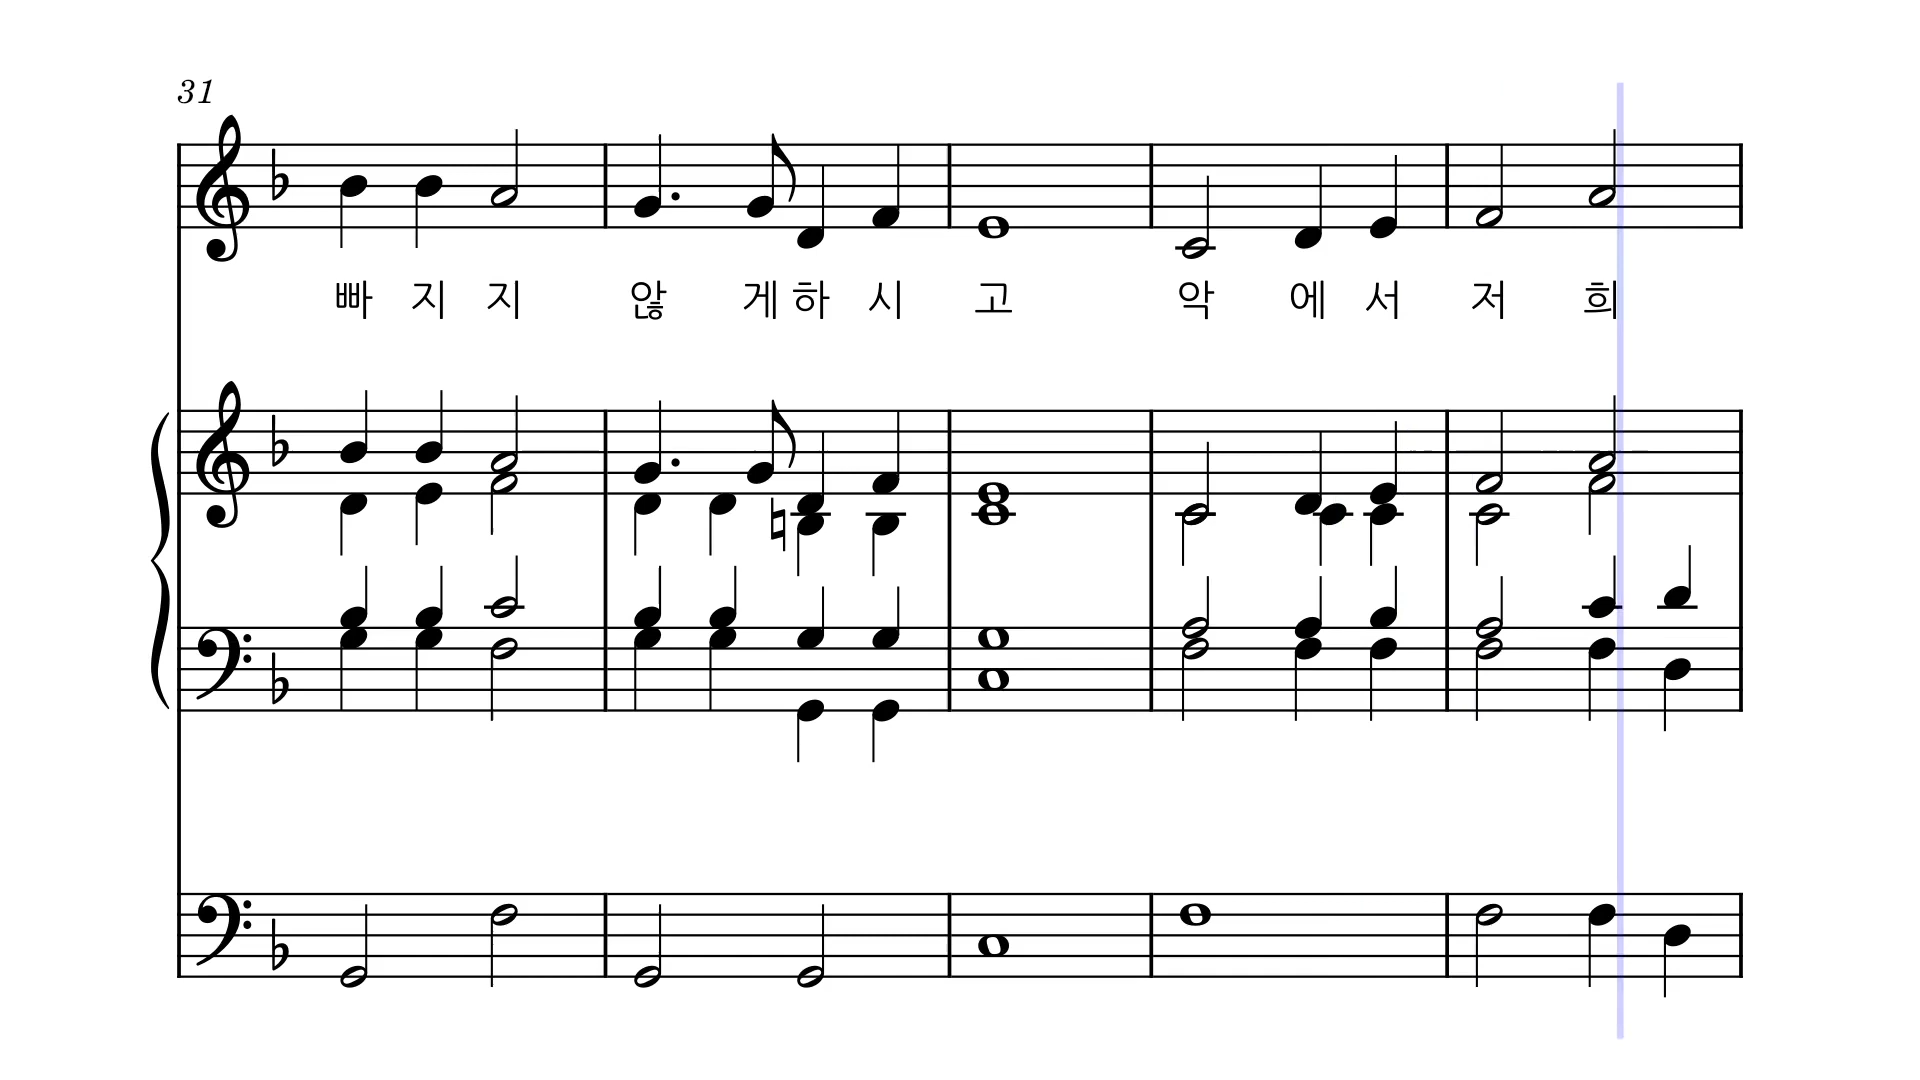 31
빠 지 지 않 게 하 시 고 악 에 서 저 희